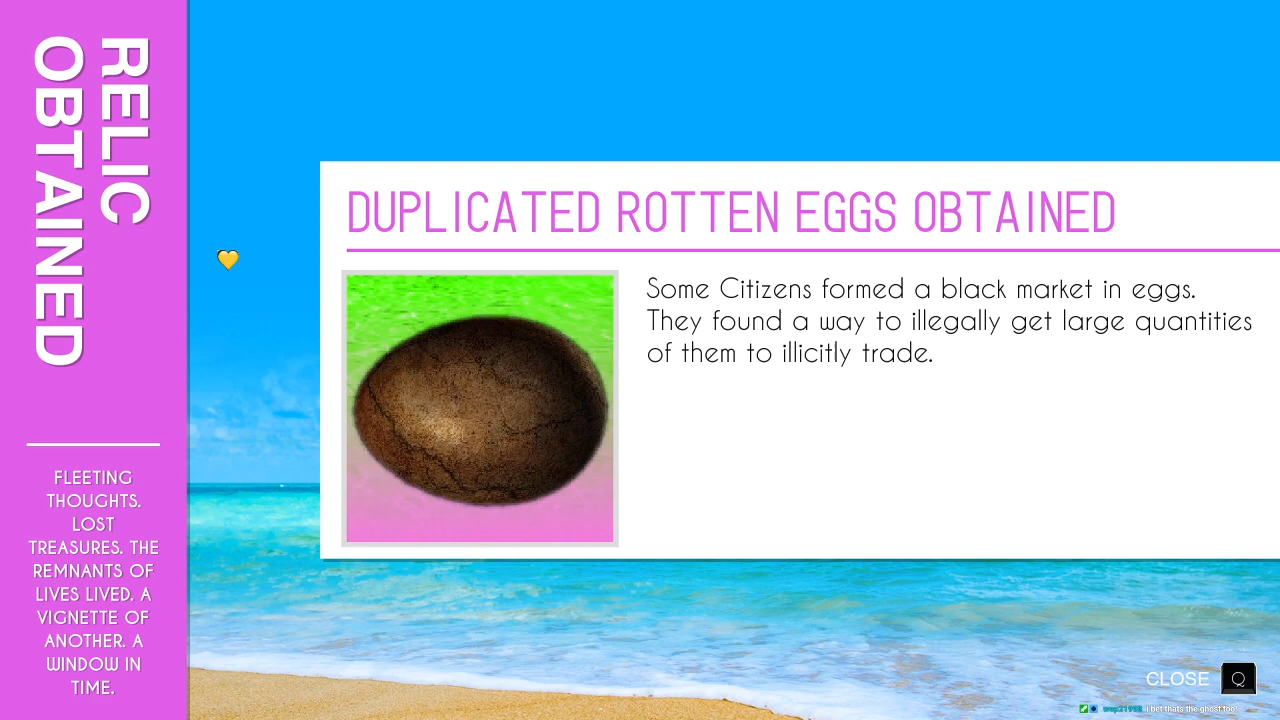 RELIC
OBTAINED
FLEETING
THOUGHTS.
LOST
TREASURES. THE
REMNANTS OF
LIVES LIVED. A
VIGNETTE OF
ANOTHER. A
WINDOW IN
TIME.
DUPLICATED ROTTEN EGGS OBTAINED
Some Citizens formed a black market in eggs.
They found a way to illegally get large quantities
of them to illicitly trade.
CLOSE Q
I bet thats the ghost too!